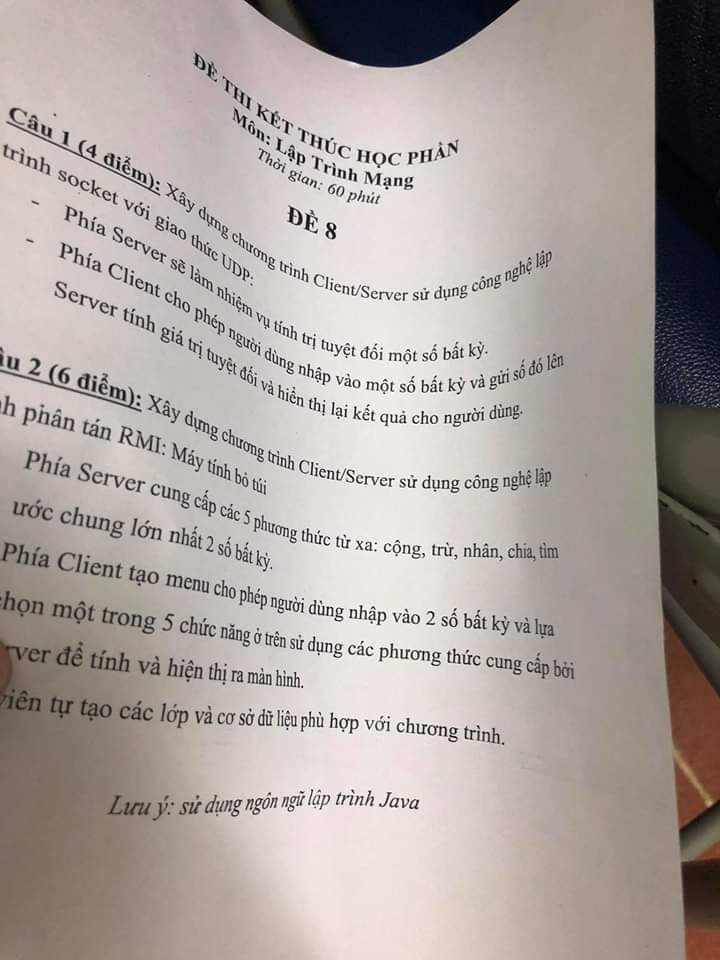 ĐỀ THI KẾT THÚC HỌC PHẦN
Môn: Lập Trình Mạng
Thời gian: 60 phút
ĐỀ 8
Câu 1 (4 điểm): Xây dựng chương trình Client/Server sử dụng công nghệ lập
trình socket với giao thức UDP:
- Phía Server sẽ làm nhiệm vụ tính trị tuyệt đối một số bất kỳ.
- Phía Client cho phép người dùng nhập vào một số bất kỳ và gửi số đó lên
Server tính giá trị tuyệt đối và hiển thị lại kết quả cho người dùng.
âu 2 (6 điểm): Xây dựng chương trình Client/Server sử dụng công nghệ lập
nh phân tán RMI: Máy tính bỏ túi
Phía Server cung cấp các 5 phương thức từ xa: cộng, trừ, nhân, chia, tìm
ước chung lớn nhất 2 số bất kỳ.
Phía Client tạo menu cho phép người dùng nhập vào 2 số bất kỳ và lựa
chọn một trong 5 chức năng ở trên sử dụng các phương thức cung cấp bởi
rver để tính và hiện thị ra màn hình.
viên tự tạo các lớp và cơ sở dữ liệu phù hợp với chương trình.
Lưu ý: sử dụng ngôn ngữ lập trình Java